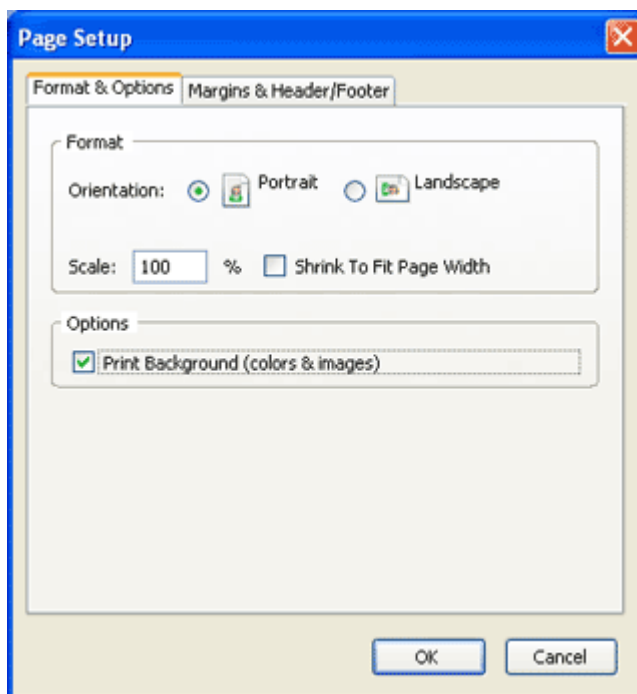 Page Setup
Format & Options Margins & Header/Footer
Format
Orientation: Portrait Landscape
Scale: 100 % Shrink To Fit Page Width
Options
Print Background (colors & images)
OK Cancel